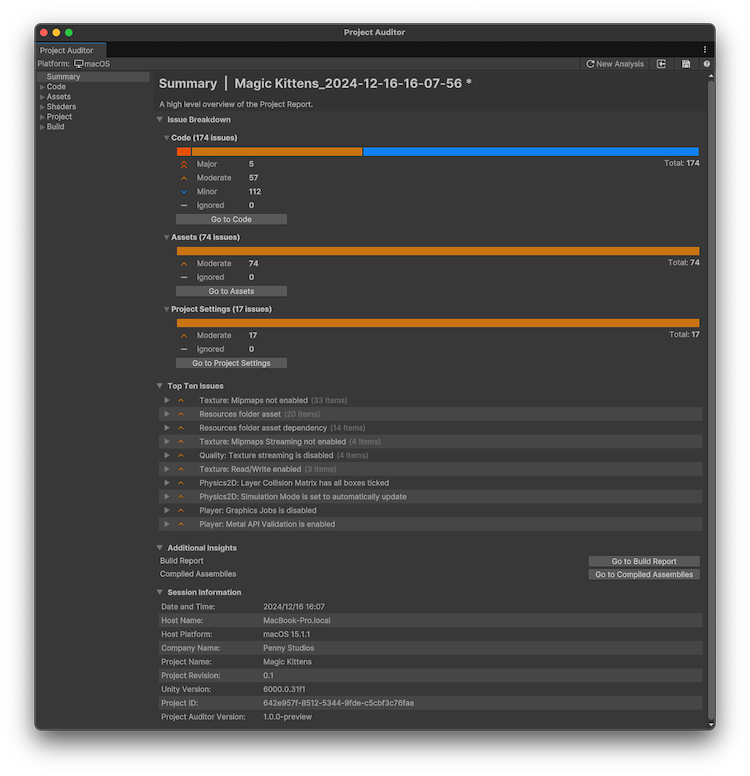 Project Auditor
Project Auditor
Platform: macOS
New Analysis
Summary
Code
Assets
Shaders
Project
Build
Summary | Magic Kittens_2024-12-16-16-07-56 *
A high level overview of the Project Report.
Issue Breakdown
Code (174 issues)
Major 5 Total: 174
Moderate 57
Minor 112
Ignored 0
Go to Code
Assets (74 issues)
Moderate 74 Total: 74
Ignored 0
Go to Assets
Project Settings (17 issues)
Moderate 17 Total: 17
Ignored 0
Go to Project Settings
Top Ten Issues
Texture: Mipmaps not enabled (33 Items)
Resources folder asset (20 Items)
Resources folder asset dependency (14 Items)
Texture: Mipmaps Streaming not enabled (4 Items)
Quality: Texture streaming is disabled (4 Items)
Texture: Read/Write enabled (3 Items)
Physics2D: Layer Collision Matrix has all boxes ticked
Physics2D: Simulation Mode is set to automatically update
Player: Graphics Jobs is disabled
Player: Metal API Validation is enabled
Additional Insights
Build Report Go to Build Report
Compiled Assemblies Go to Compiled Assemblies
Session Information
Date and Time: 2024/12/16 16:07
Host Name: MacBook-Pro.local
Host Platform: macOS 15.1.1
Company Name: Penny Studios
Project Name: Magic Kittens
Project Revision: 0.1
Unity Version: 6000.0.31f1
Project ID: 642e957f-8512-5344-9fde-c5cbf3c76faa
Project Auditor Version: 1.0.0-preview